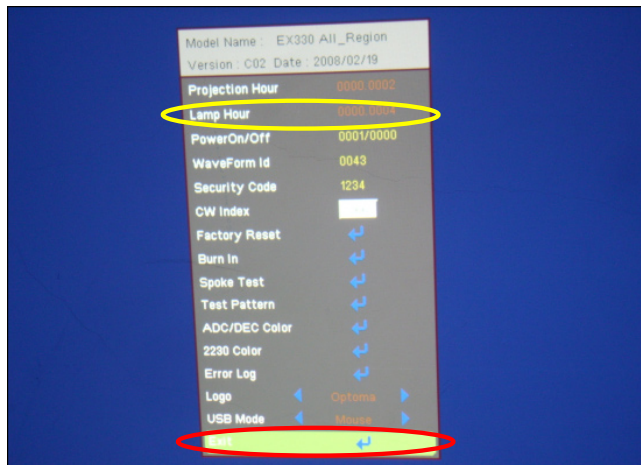 Model Name : EX330 All_Region
Version : C02 Date : 2008/02/19
Projection Hour 0000.0002
Lamp Hour 0000.0004
PowerOn/Off 0001/0000
WaveForm Id 0043
Security Code 1234
CW Index
Factory Reset
Burn In
Spoke Test
Test Pattern
ADC/DEC Color
2230 Color
Error Log
Logo Optoma
USB Mode Mouse
Exit